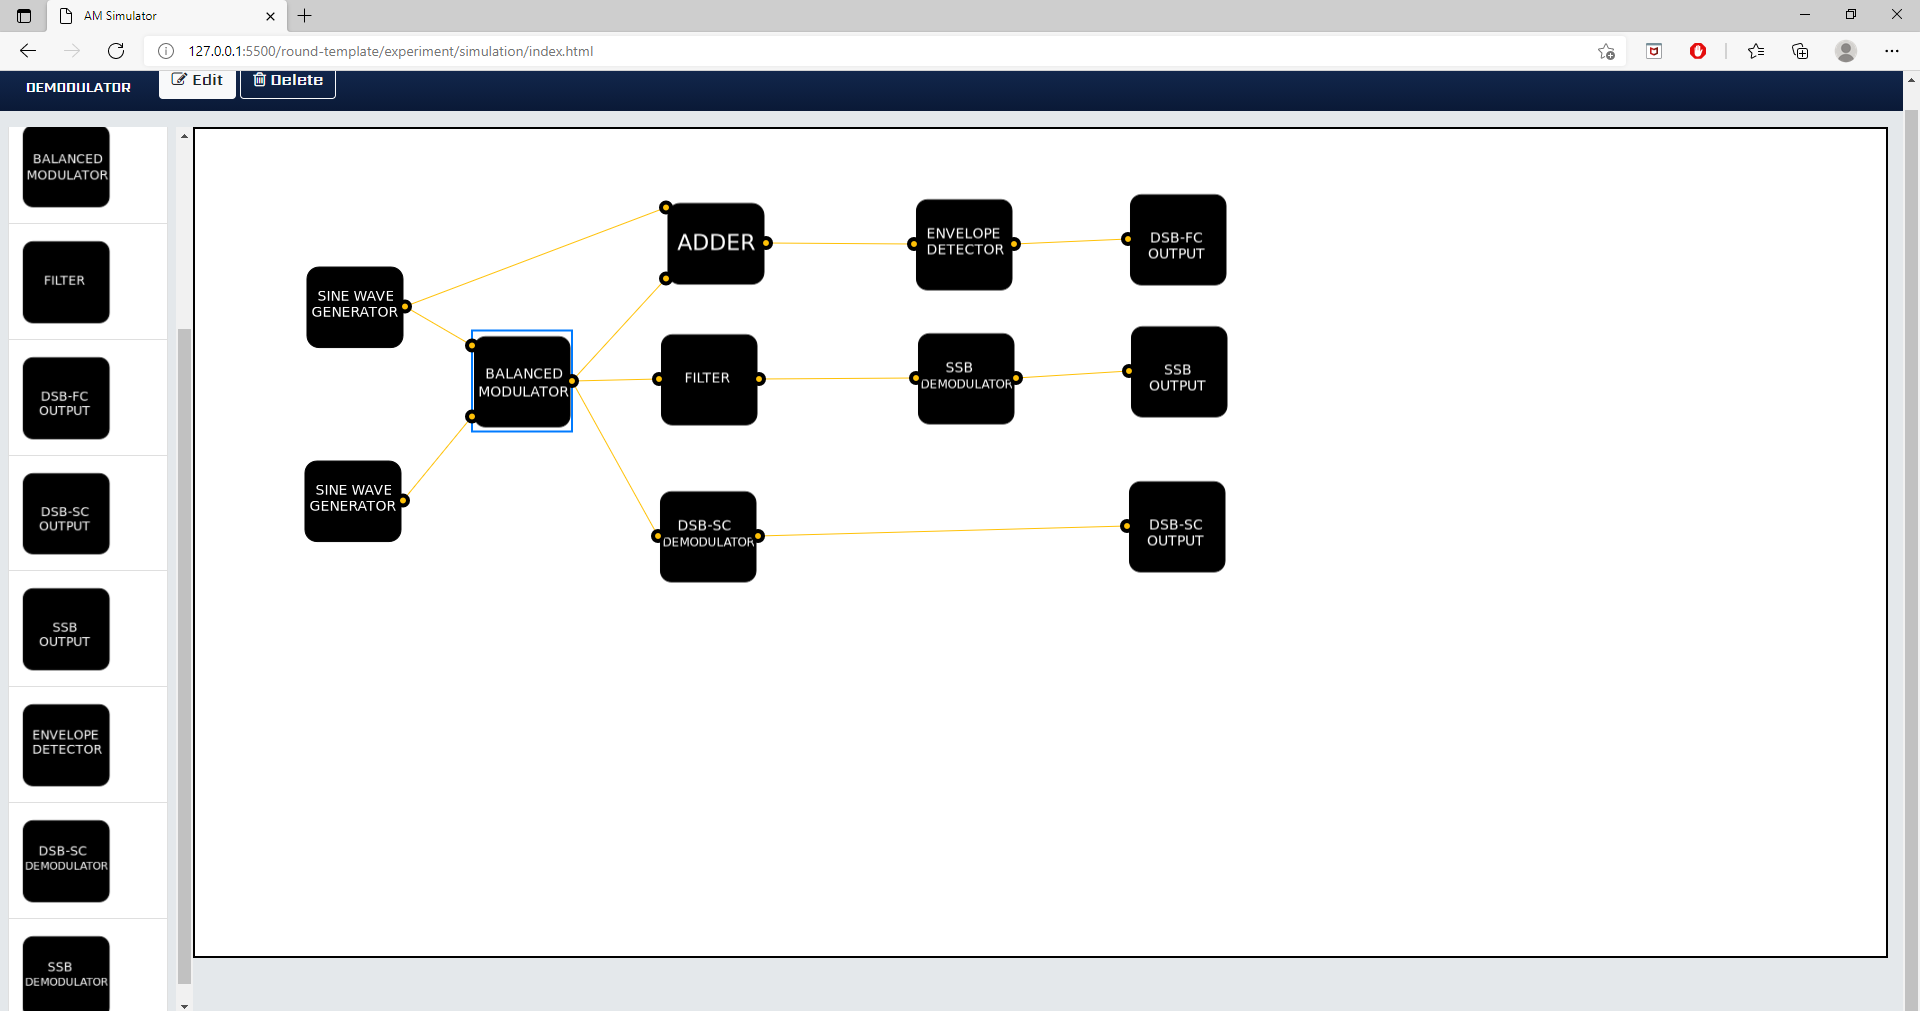 AM Simulator
127.0.0.1:5500/round-template/experiment/simulation/index.html
DEMODULATOR
Edit
Delete
BALANCED
MODULATOR
FILTER
DSB-FC
OUTPUT
DSB-SC
OUTPUT
SSB
OUTPUT
ENVELOPE
DETECTOR
DSB-SC
DEMODULATOR
SSB
DEMODULATOR
SINE WAVE
GENERATOR
SINE WAVE
GENERATOR
BALANCED
MODULATOR
ADDER
ENVELOPE
DETECTOR
DSB-FC
OUTPUT
FILTER
SSB
DEMODULATOR
SSB
OUTPUT
DSB-SC
DEMODULATOR
DSB-SC
OUTPUT